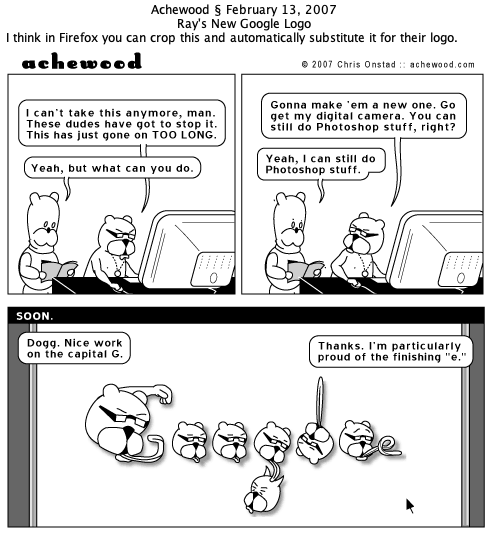 Achewood § February 13, 2007
Ray's New Google Logo
I think in Firefox you can crop this and automatically substitute it for their logo.
achewood
© 2007 Chris Onstad :: achewood.com
I can't take this anymore, man.
These dudes have got to stop it.
This has just gone on TOO LONG.
Yeah, but what can you do.
Gonna make 'em a new one. Go
get my digital camera. You can
still do Photoshop stuff, right?
Yeah, I can still do
Photoshop stuff.
SOON.
Dogg. Nice work
on the capital G.
Thanks. I'm particularly
proud of the finishing "e."